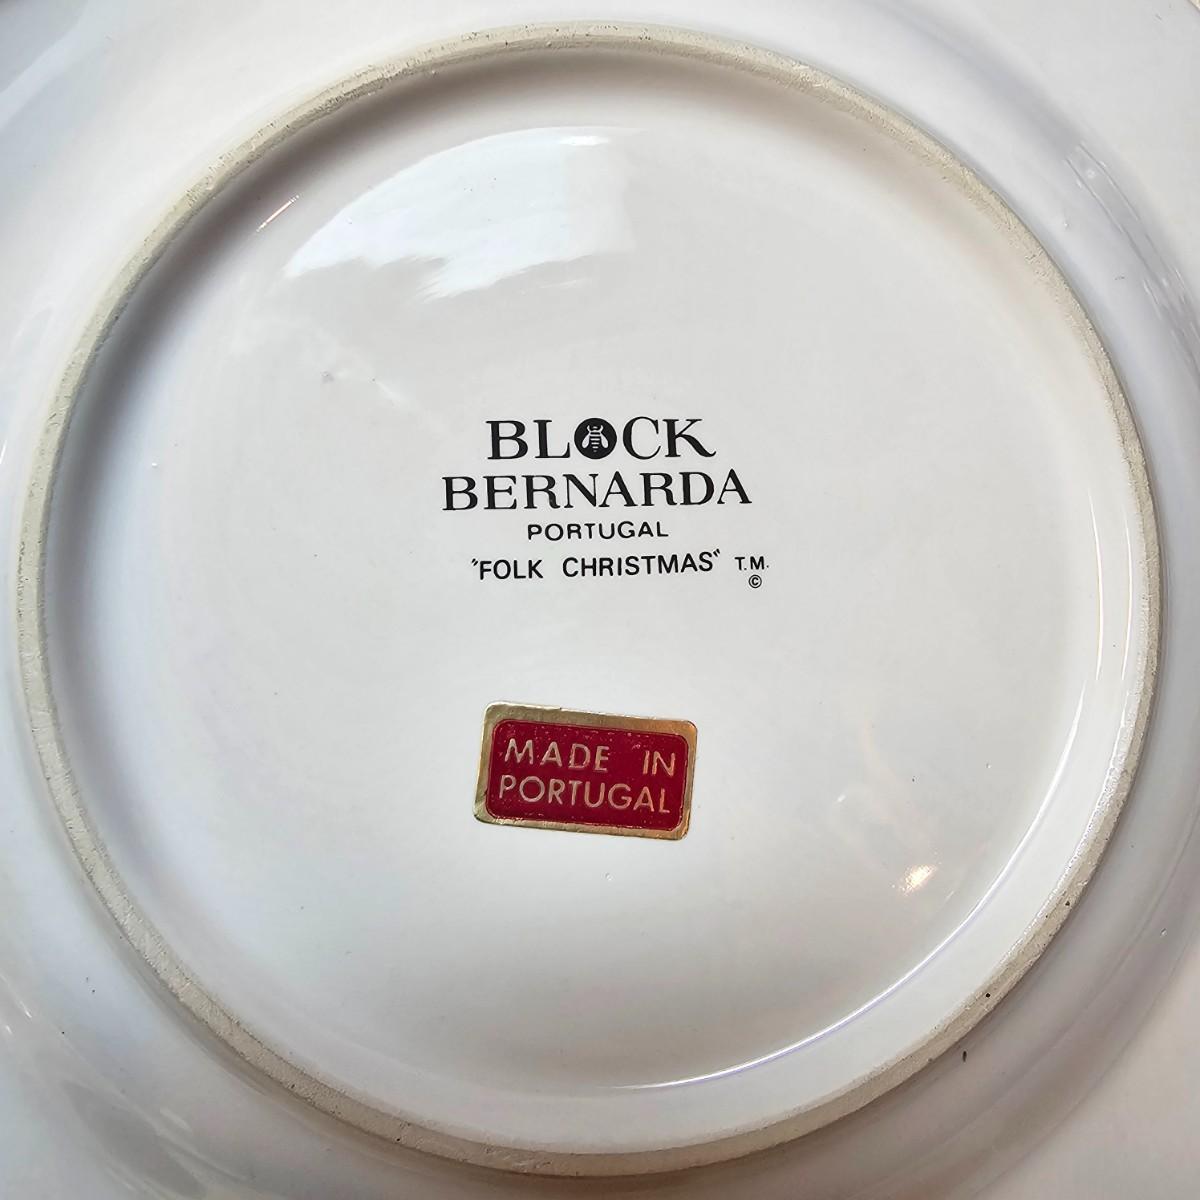 BLOCK
BERNARDA
PORTUGAL
"FOLK CHRISTMAS" T.M.
©
MADE IN
PORTUGAL